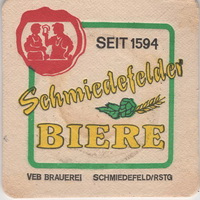 SEIT 1594
Schmiedefelder
BIERE
VEB BRAUEREI SCHMIEDEFELD/RSTG